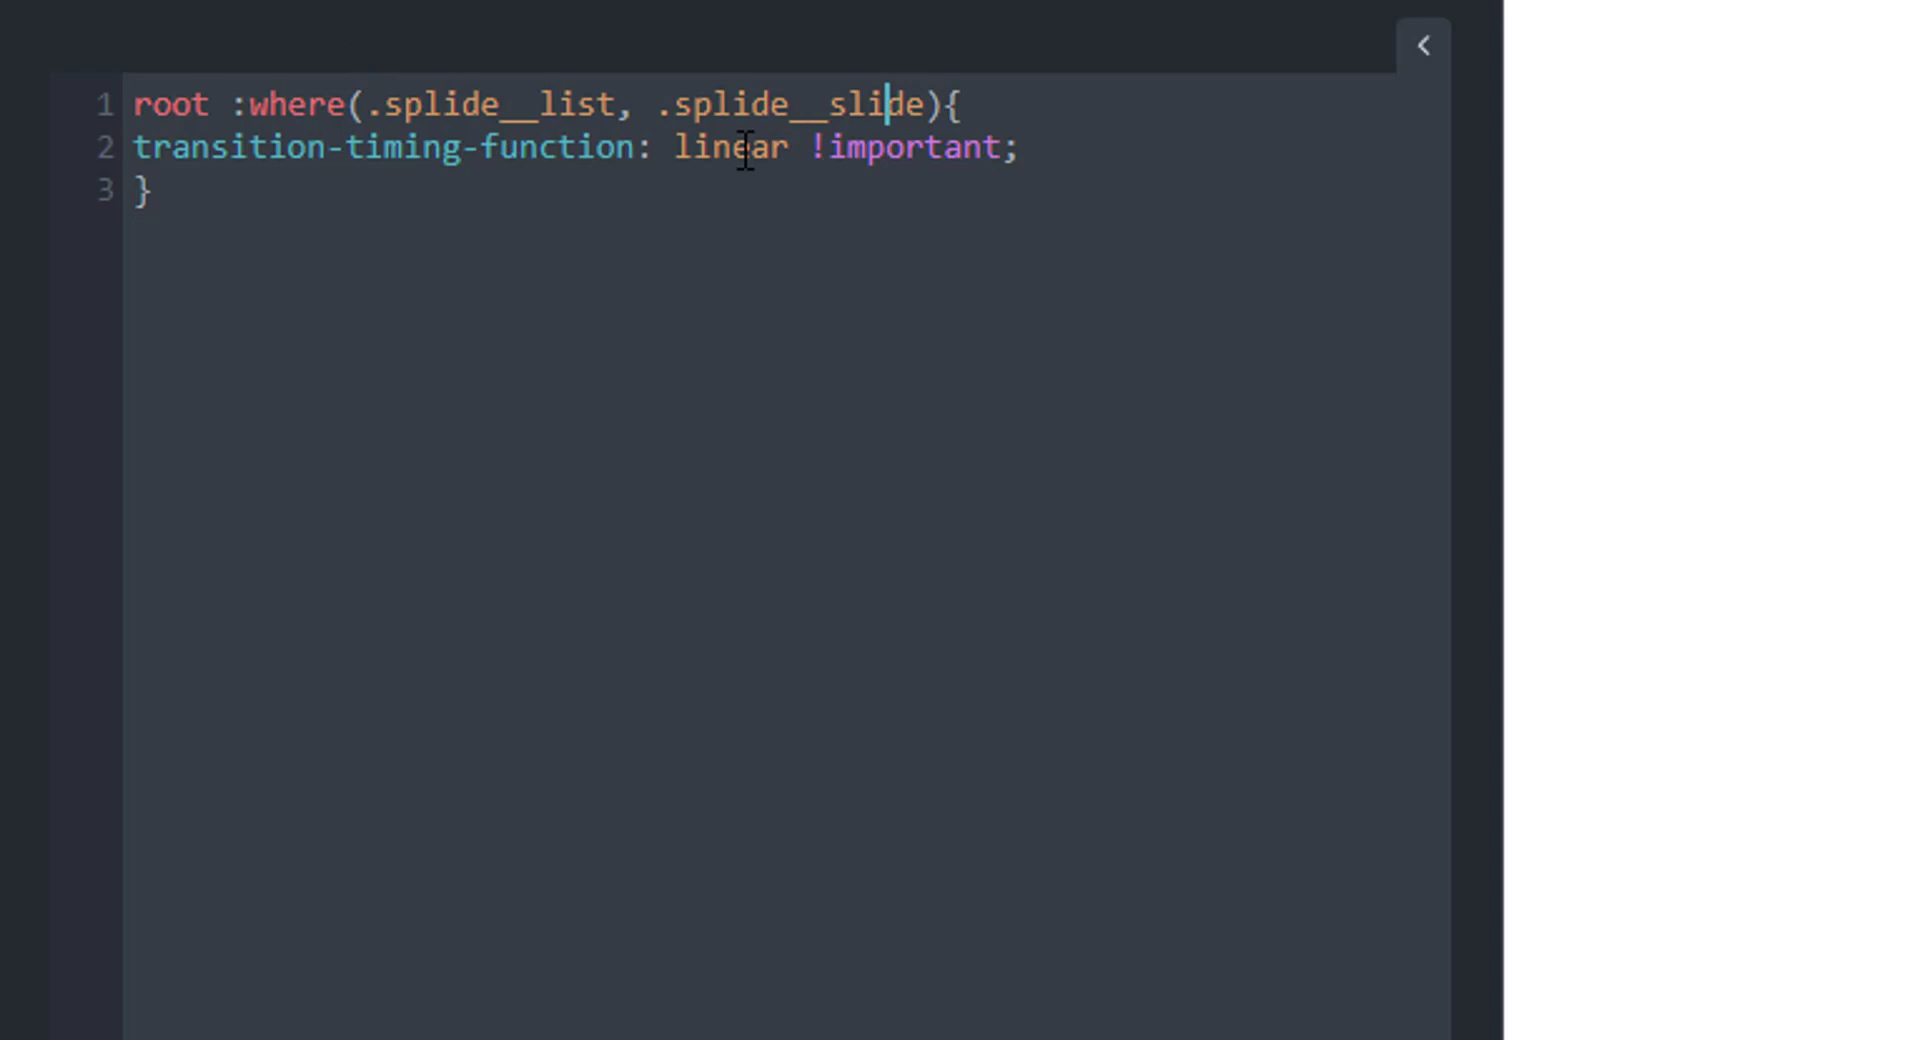 1 root :where(.splide__list, .splide__slide){
2 transition-timing-function: linear !important;
3 }